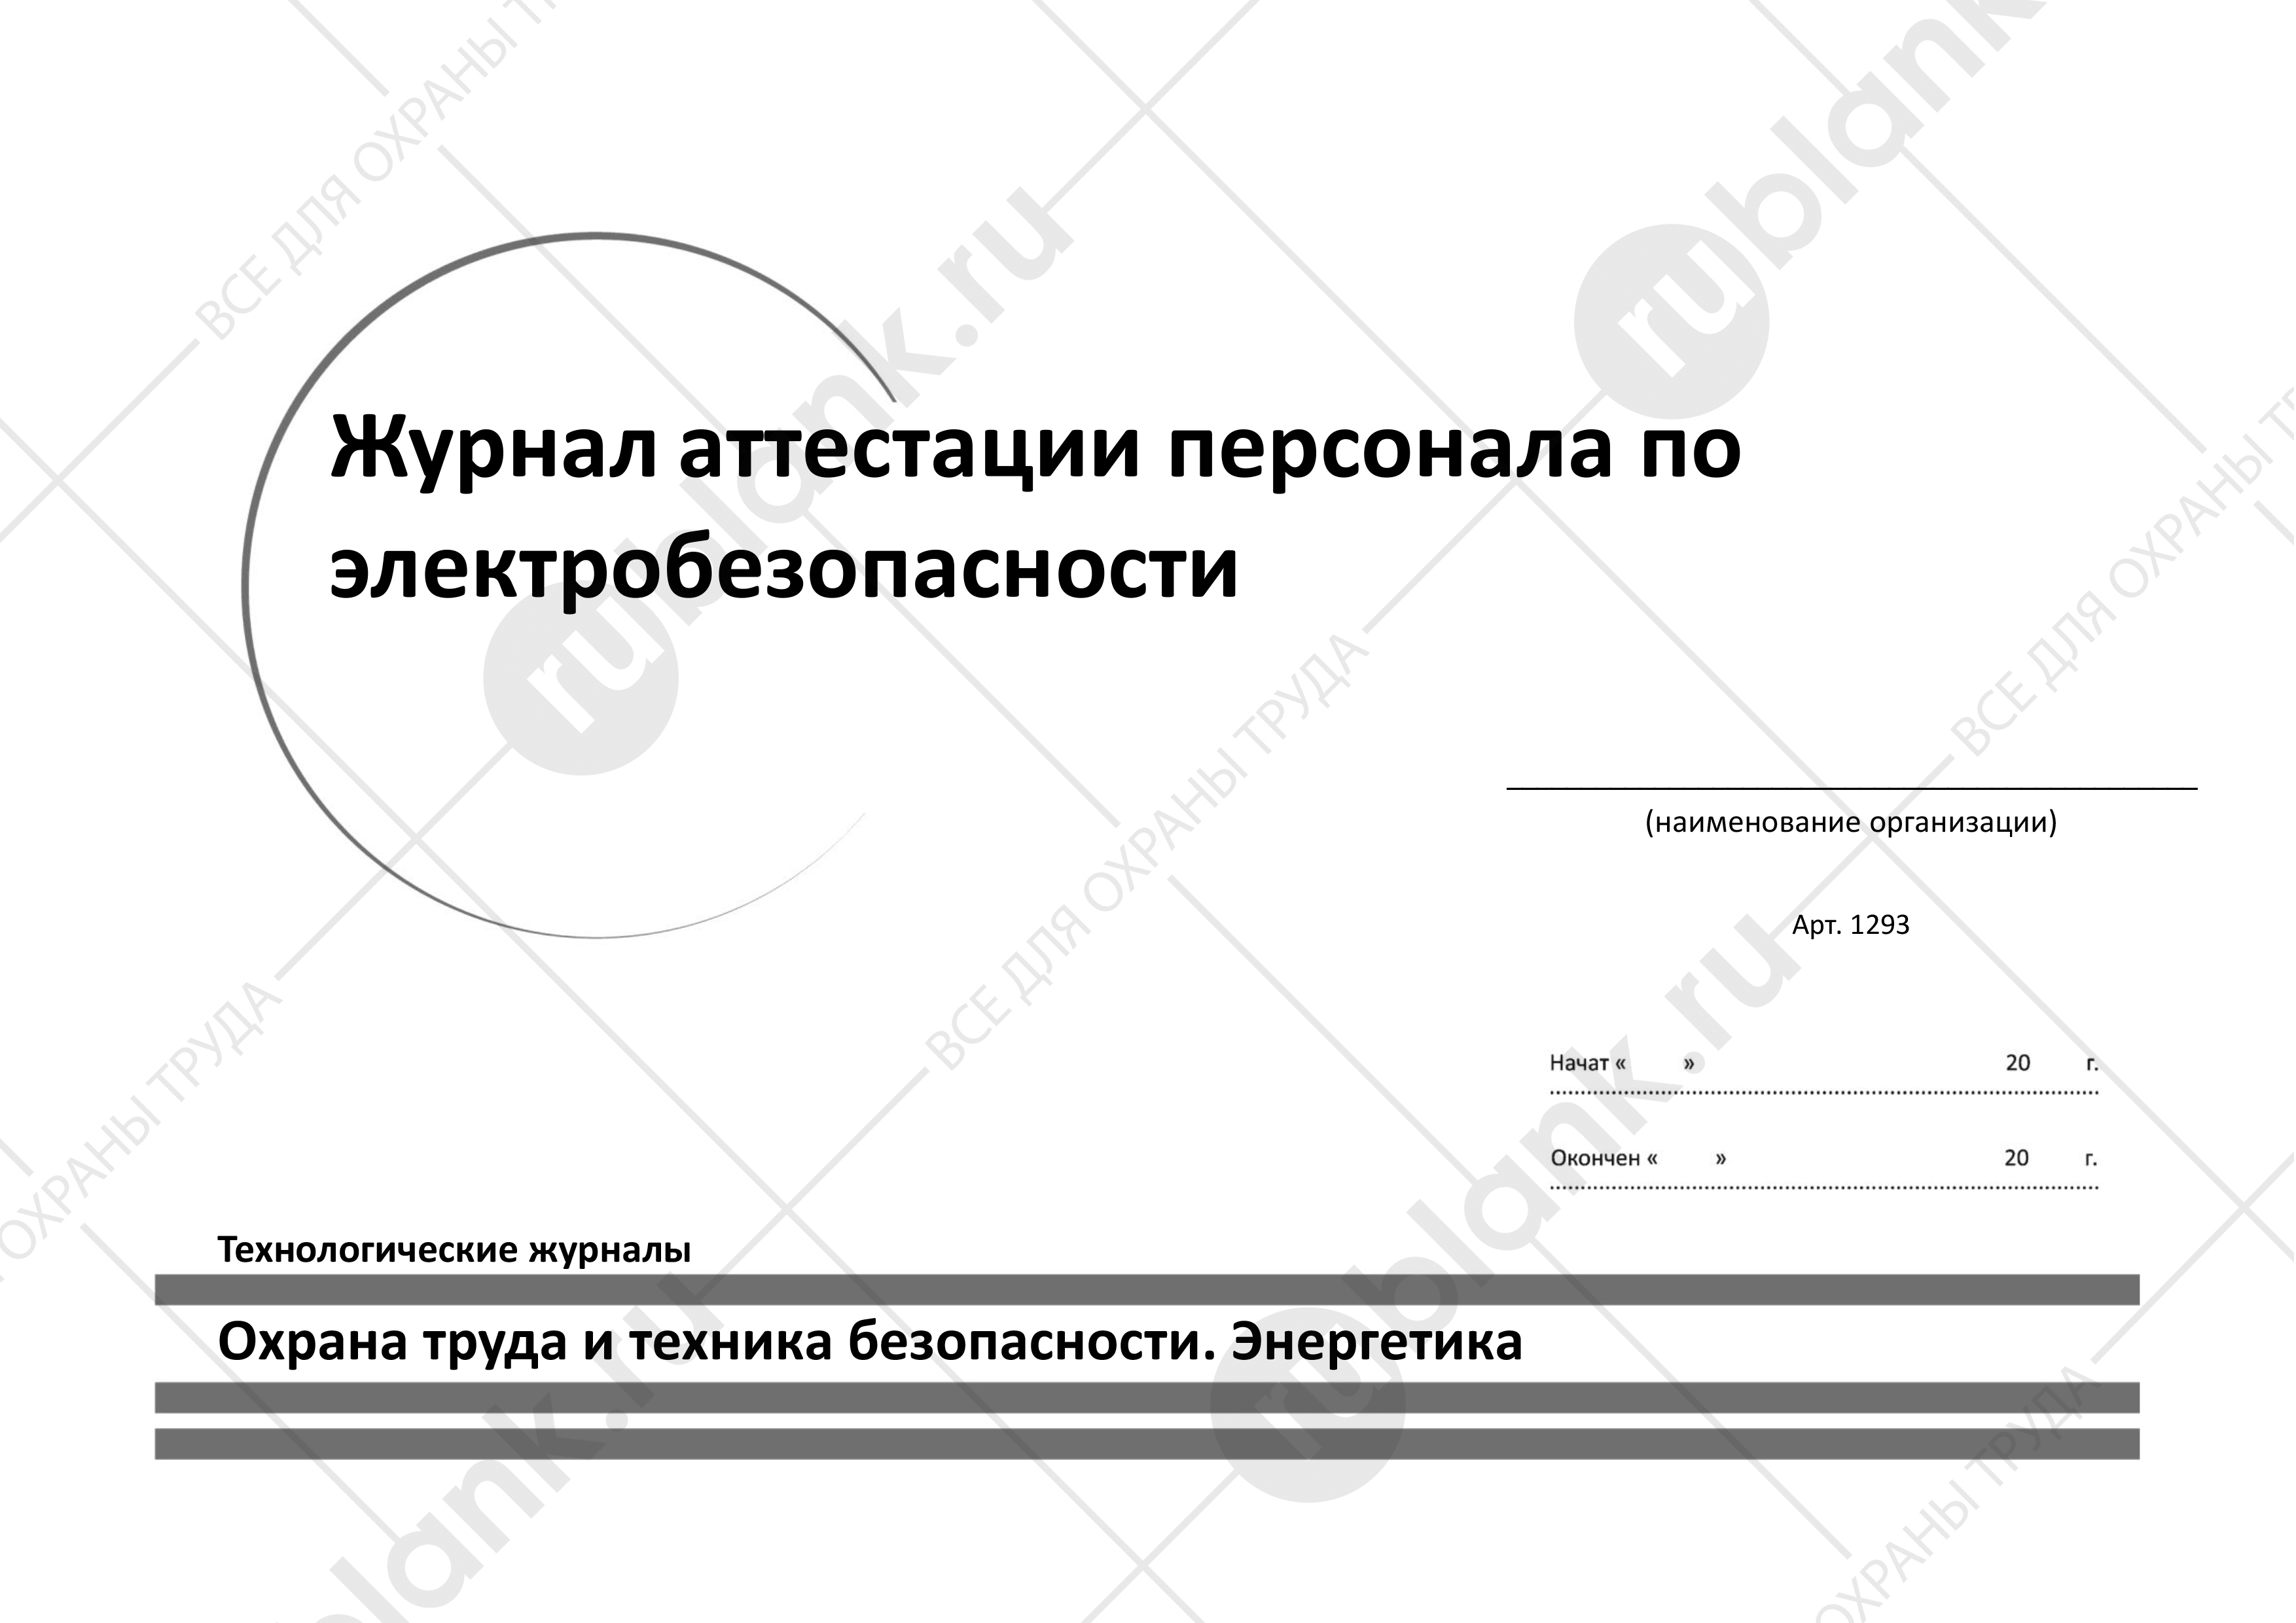 Журнал аттестации персонала по
электробезопасности
(наименование организации)
Арт. 1293
Начат « » 20 г.
Окончен « » 20 г.
Технологические журналы
Охрана труда и техника безопасности. Энергетика
ВСЕ ДЛЯ ОХРАНЫ ТРУДА
rublank.ru